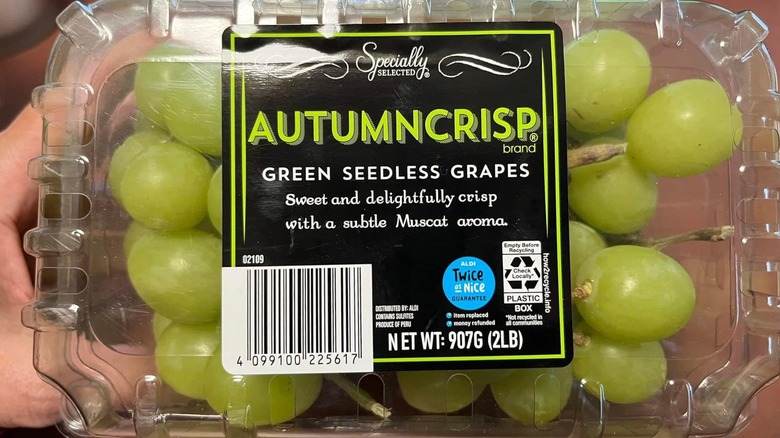 Specially
SELECTED®
AUTUMNCRISP®
brand
GREEN SEEDLESS GRAPES
Sweet and delightfully crisp
with a subtle Muscat aroma.
02109
4 099100 225617
DISTRIBUTED BY: ALDI
CONTAINS SULFITES
PRODUCE OF PERU
ALDI
TWICE
as
NICE
GUARANTEE
Item replaced
money refunded
Empty Before
Recycling
Check
Locally*
PLASTIC
BOX
*Not recycled in
all communities
how2recycle.info
NET WT: 907G (2LB)